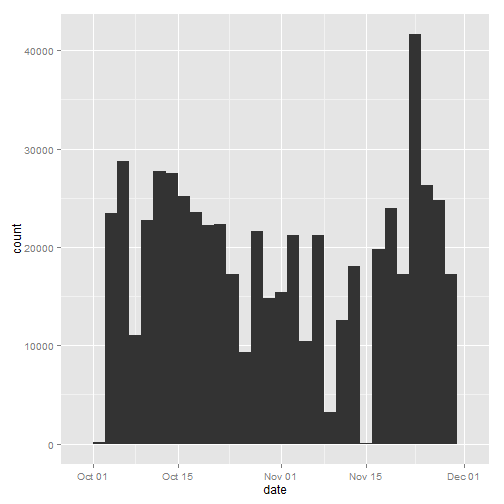 40000
30000
20000
10000
0
count
Oct 01
Oct 15
Nov 01
Nov 15
Dec 01
date